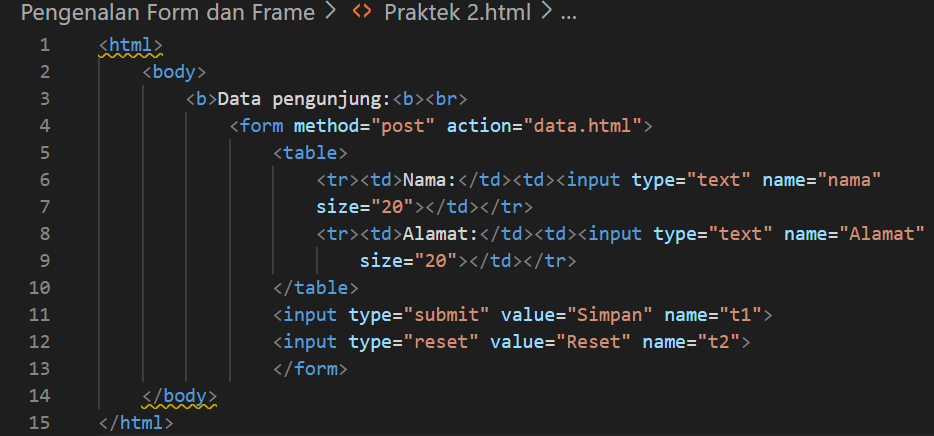 Pengenalan Form dan Frame > <> Praktek 2.html > ...
1 <html>
2 <body>
3 <b>Data pengunjung:<b><br>
4 <form method="post" action="data.html">
5 <table>
6 <tr><td>Nama:</td><td><input type="text" name="nama"
7 size="20"></td></tr>
8 <tr><td>Alamat:</td><td><input type="text" name="Alamat"
9 size="20"></td></tr>
10 </table>
11 <input type="submit" value="Simpan" name="t1">
12 <input type="reset" value="Reset" name="t2">
13 </form>
14 </body>
15 </html>